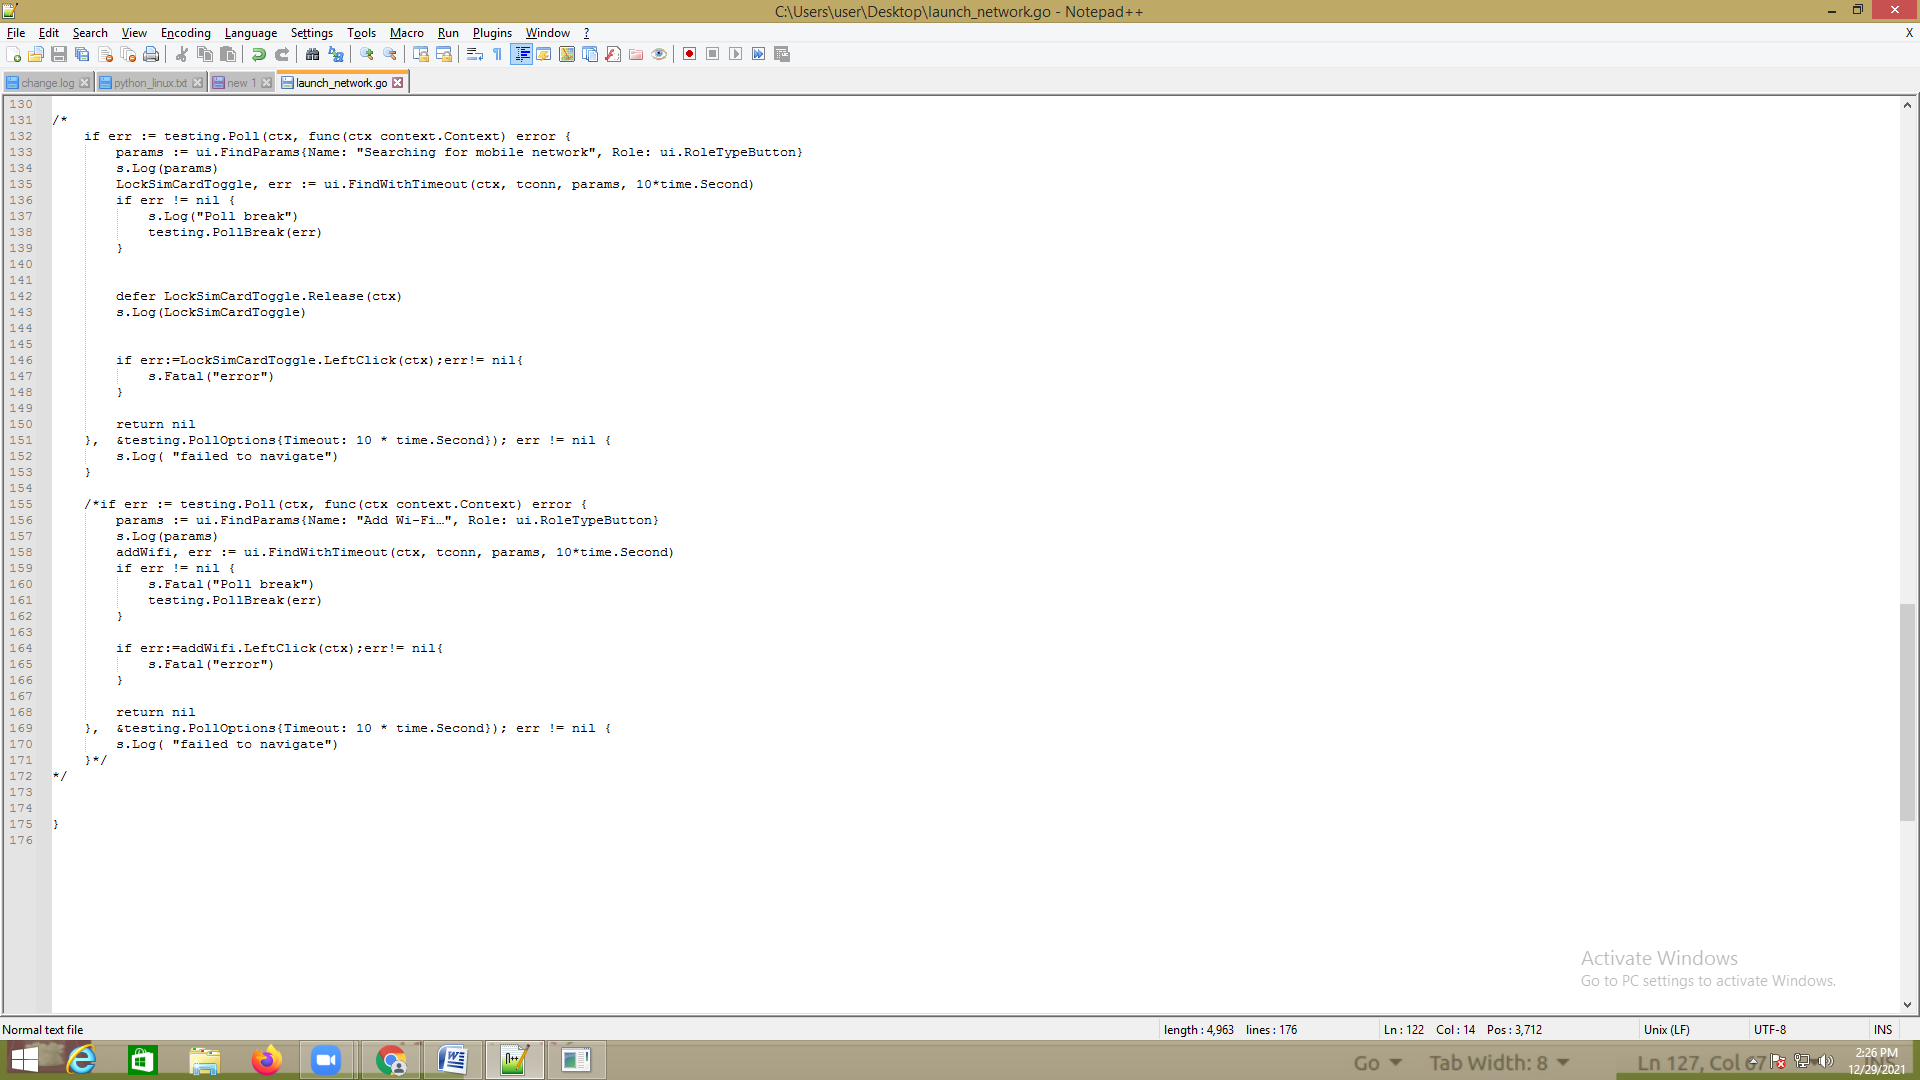 C:\Users\user\Desktop\launch_network.go - Notepad++
File Edit Search View Encoding Language Settings Tools Macro Run Plugins Window ? X
change.log python_linux.txt new 1 launch_network.go
130
131 /*
132 if err := testing.Poll(ctx, func(ctx context.Context) error {
133 params := ui.FindParams{Name: "Searching for mobile network", Role: ui.RoleTypeButton}
134 s.Log(params)
135 LockSimCardToggle, err := ui.FindWithTimeout(ctx, tconn, params, 10*time.Second)
136 if err != nil {
137 s.Log("Poll break")
138 testing.PollBreak(err)
139 }
140
141
142 defer LockSimCardToggle.Release(ctx)
143 s.Log(LockSimCardToggle)
144
145
146 if err:=LockSimCardToggle.LeftClick(ctx);err!= nil{
147 s.Fatal("error")
148 }
149
150 return nil
151 }, &testing.PollOptions{Timeout: 10 * time.Second}); err != nil {
152 s.Log( "failed to navigate")
153 }
154
155 /*if err := testing.Poll(ctx, func(ctx context.Context) error {
156 params := ui.FindParams{Name: "Add Wi-Fi…", Role: ui.RoleTypeButton}
157 s.Log(params)
158 addWifi, err := ui.FindWithTimeout(ctx, tconn, params, 10*time.Second)
159 if err != nil {
160 s.Fatal("Poll break")
161 testing.PollBreak(err)
162 }
163
164 if err:=addWifi.LeftClick(ctx);err!= nil{
165 s.Fatal("error")
166 }
167
168 return nil
169 }, &testing.PollOptions{Timeout: 10 * time.Second}); err != nil {
170 s.Log( "failed to navigate")
171 }*/
172 */
173
174
175 }
176
Activate Windows
Go to PC settings to activate Windows.
Normal text file length : 4,963 lines : 176 Ln : 122 Col : 14 Pos : 3,712 Unix (LF) UTF-8 INS
Go Tab Width: 8 Ln 127, Col 67 INS
2:26 PM
12/29/2021